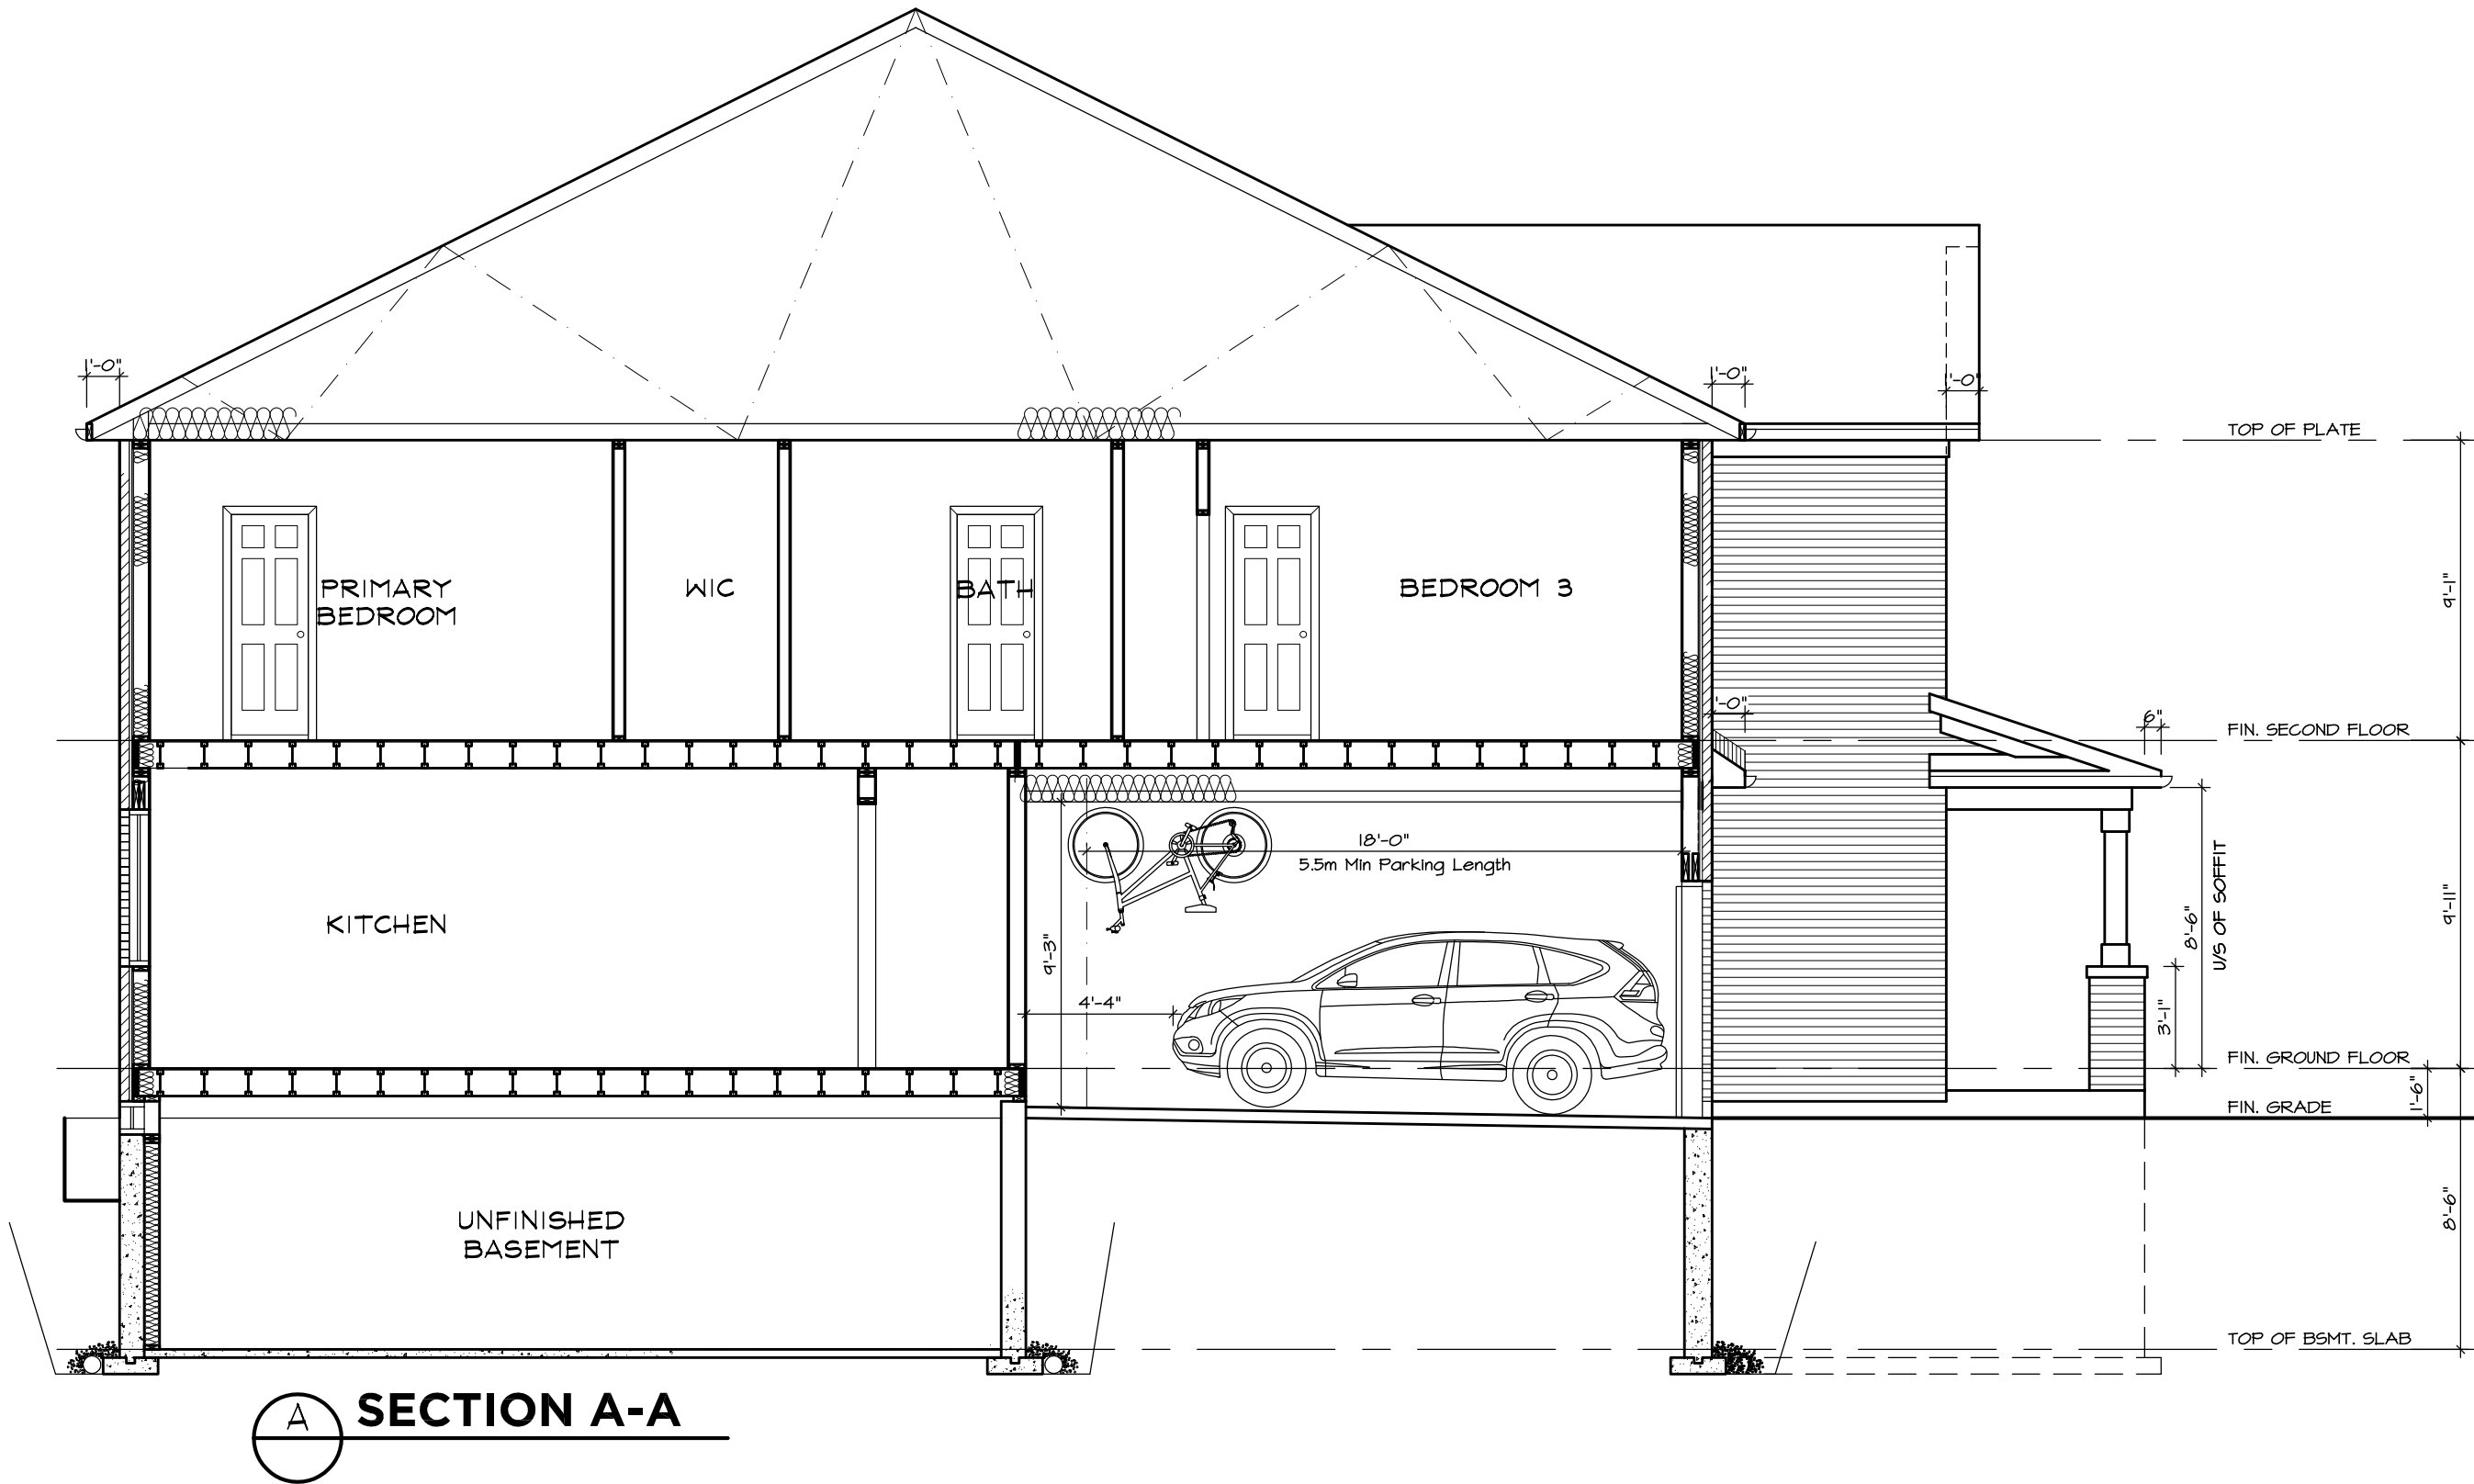 1'-0"
1'-0"
1'-0"
TOP OF PLATE
PRIMARY
BEDROOM
WIC
BATH
BEDROOM 3
9'-1"
1'-0"
6"
FIN. SECOND FLOOR
18'-0"
5.5m Min Parking Length
KITCHEN
9'-3"
4'-4"
8'-6"
U/S OF SOFFIT
9'-11"
3'-1"
FIN. GROUND FLOOR
1'-6"
FIN. GRADE
UNFINISHED
BASEMENT
8'-6"
TOP OF BSMT. SLAB
A
SECTION A-A